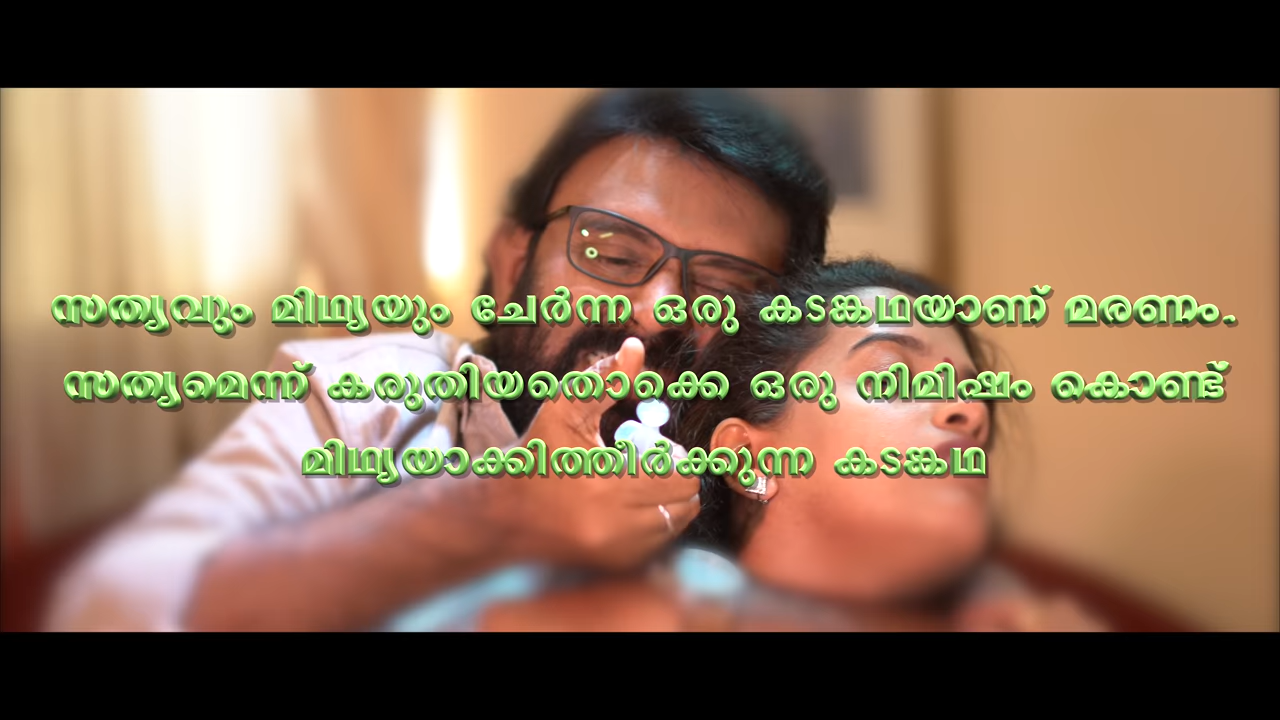 സത്യവും മിഥ്യയും ചേർന്ന ഒരു കടങ്കഥയാണ് മരണം.
സത്യമെന്ന് കരുതിയതൊക്കെ ഒരു നിമിഷം കൊണ്ട്
മിഥ്യയാക്കിത്തീർക്കുന്ന കടങ്കഥ